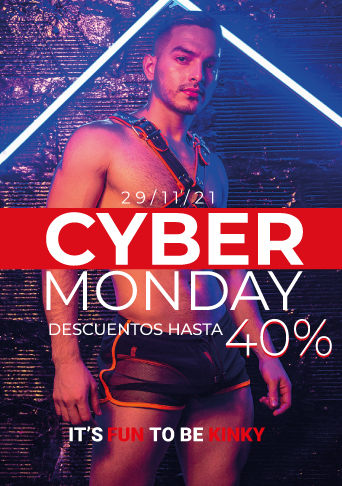 29/11/21
CYBER
MONDAY
DESCUENTOS HASTA 40%
IT'S FUN TO BE KINKY